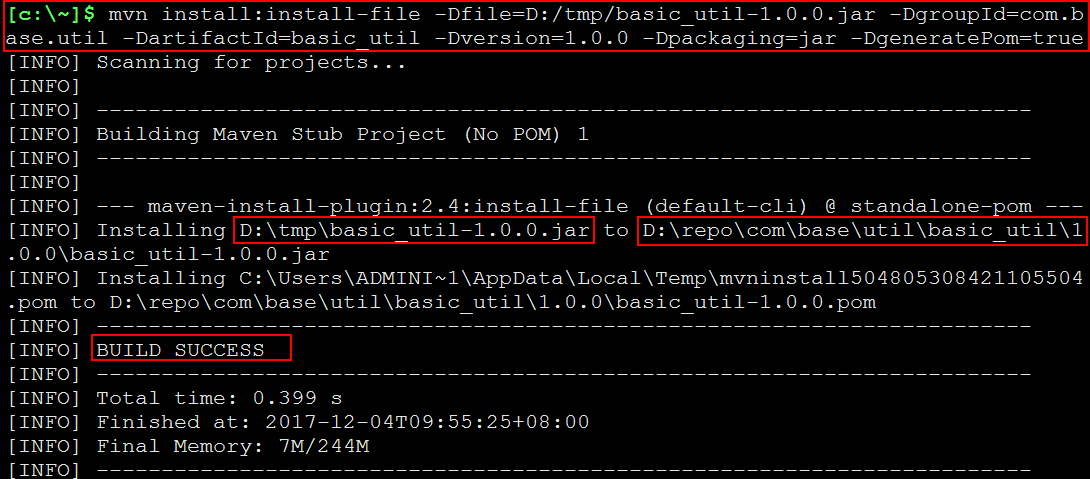 [c:\~]$ mvn install:install-file -Dfile=D:/tmp/basic_util-1.0.0.jar -DgroupId=com.b
ase.util -DartifactId=basic_util -Dversion=1.0.0 -Dpackaging=jar -DgeneratePom=true
[INFO] Scanning for projects...
[INFO]
[INFO] ------------------------------------------------------------------------
[INFO] Building Maven Stub Project (No POM) 1
[INFO] ------------------------------------------------------------------------
[INFO]
[INFO] --- maven-install-plugin:2.4:install-file (default-cli) @ standalone-pom ---
[INFO] Installing D:\tmp\basic_util-1.0.0.jar to D:\repo\com\base\util\basic_util\1
.0.0\basic_util-1.0.0.jar
[INFO] Installing C:\Users\ADMINI~1\AppData\Local\Temp\mvninstall504805308421105504
.pom to D:\repo\com\base\util\basic_util\1.0.0\basic_util-1.0.0.pom
[INFO] ------------------------------------------------------------------------
[INFO] BUILD SUCCESS
[INFO] ------------------------------------------------------------------------
[INFO] Total time: 0.399 s
[INFO] Finished at: 2017-12-04T09:55:25+08:00
[INFO] Final Memory: 7M/244M
[INFO] ------------------------------------------------------------------------